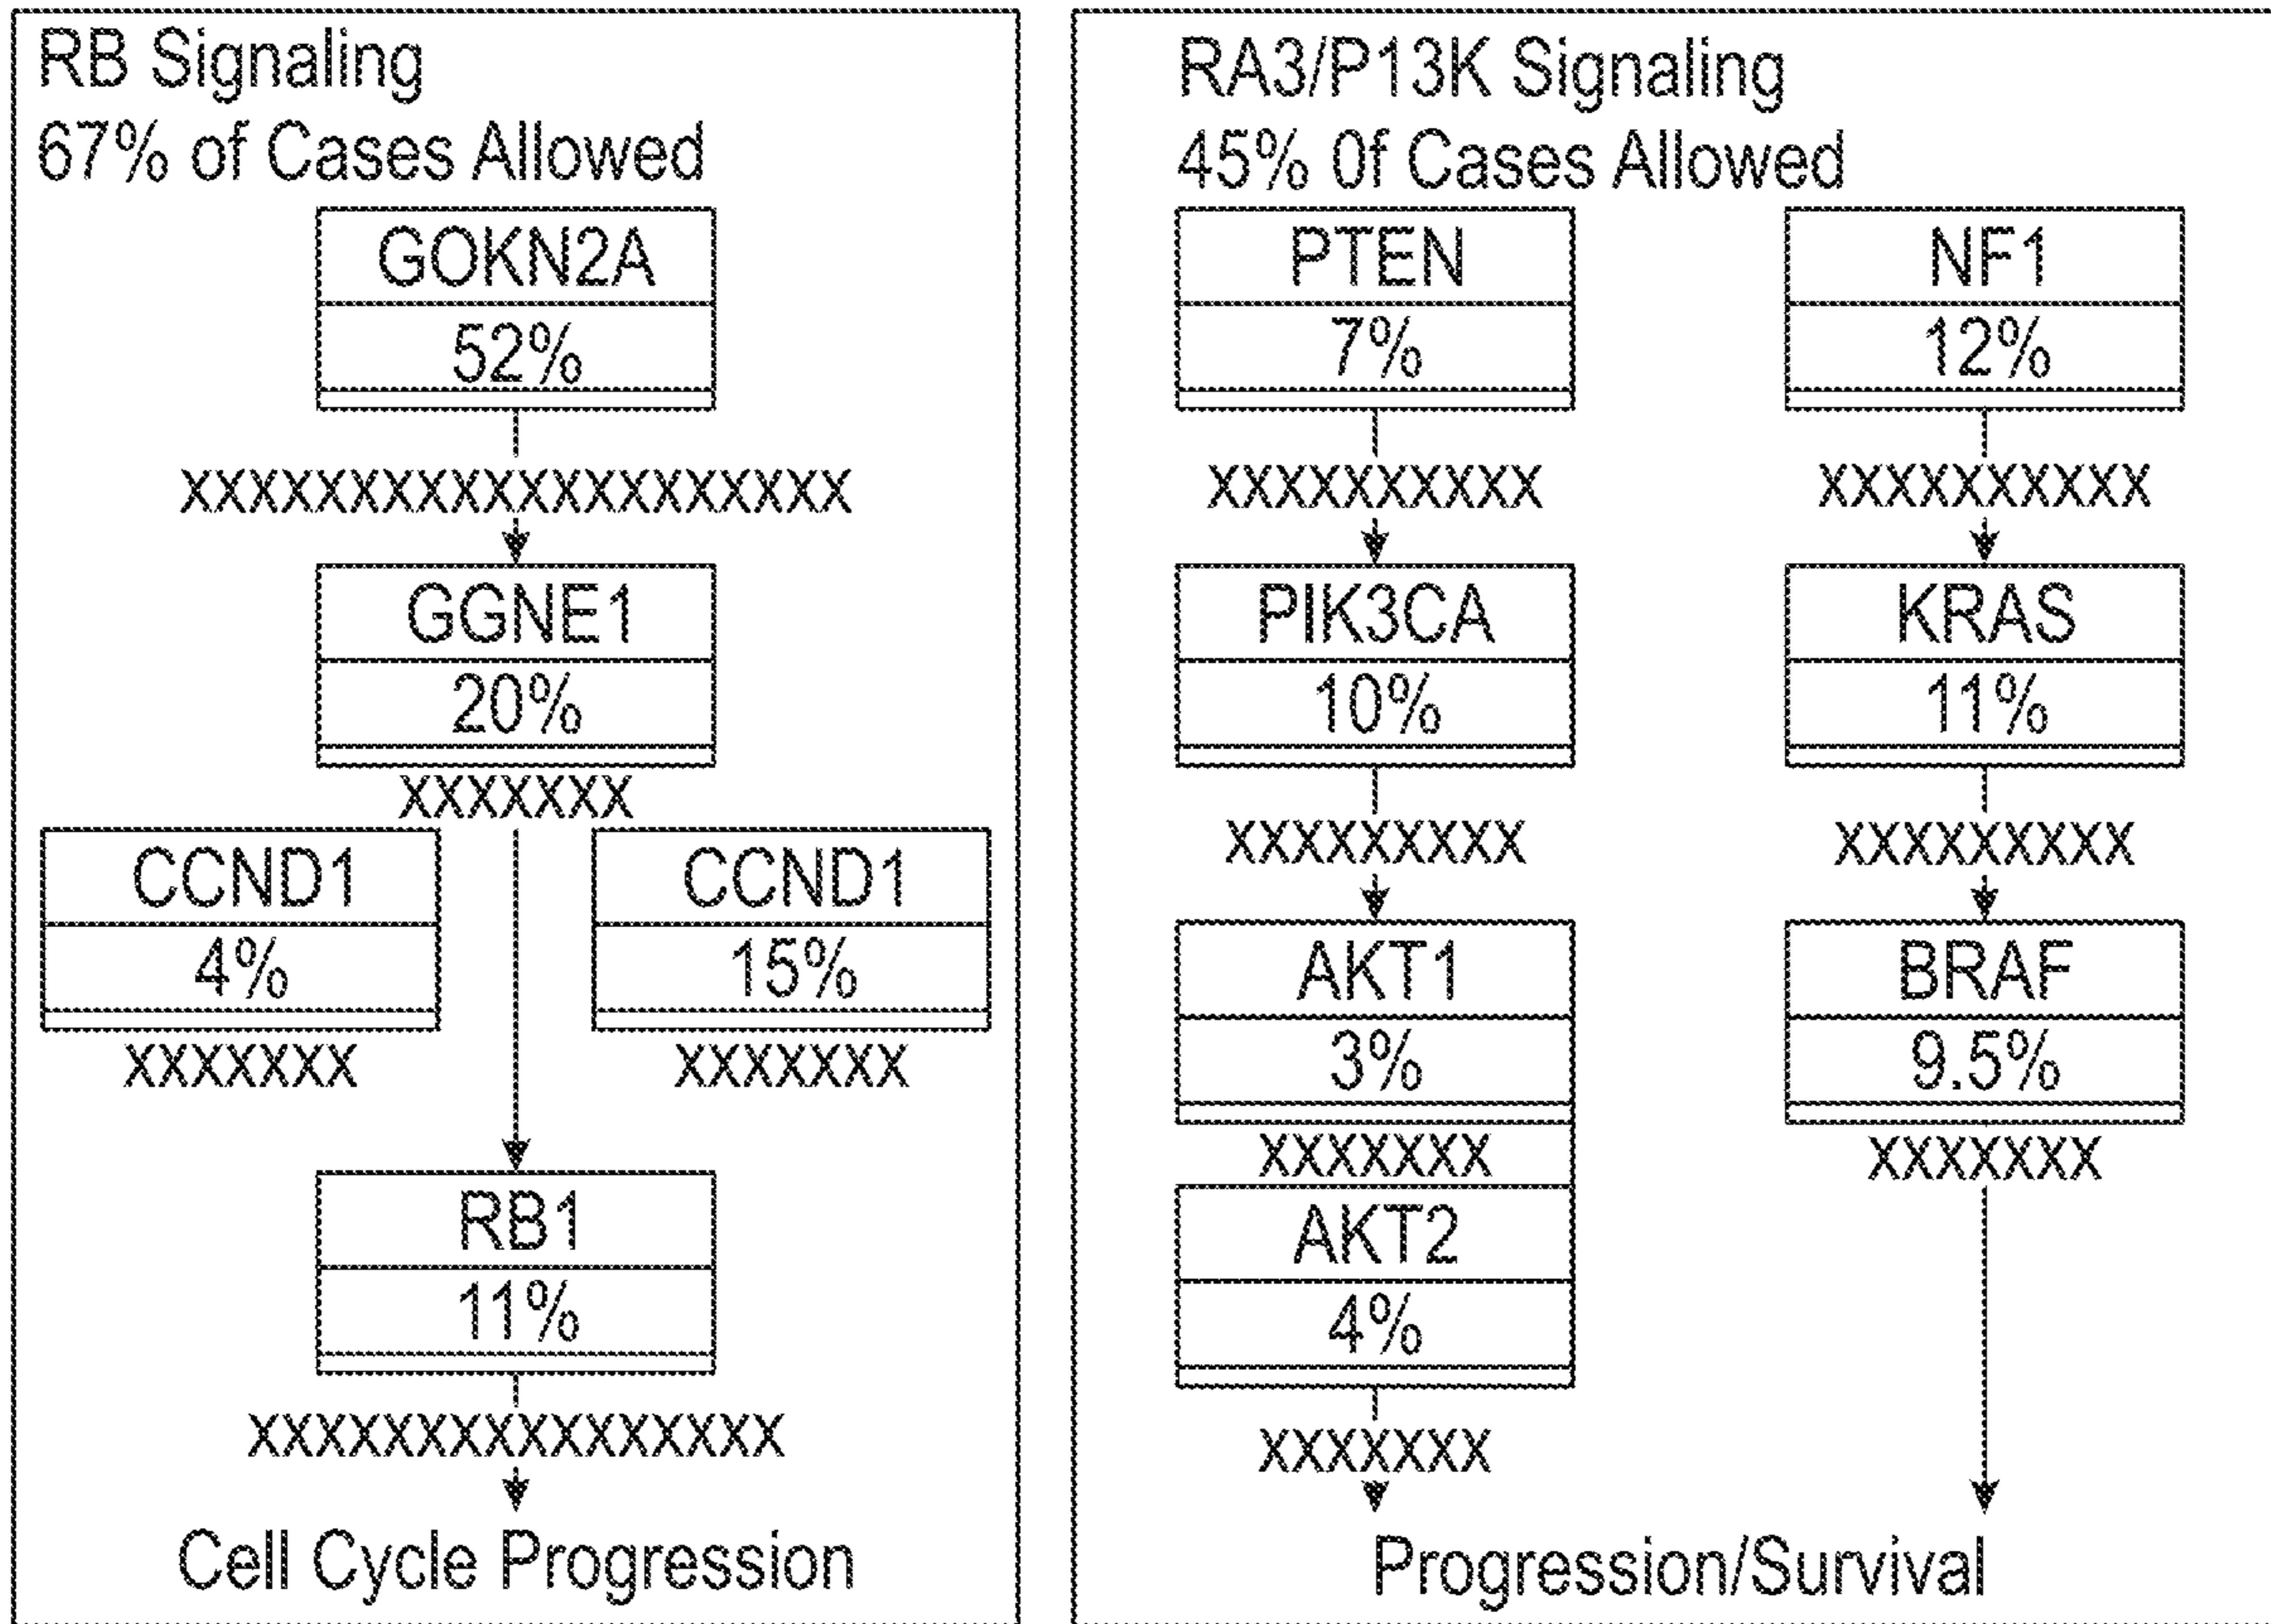 RB Signaling
67% of Cases Allowed
GOKN2A
52%
XXXXXXXXXXXXXXXXXXXX
GGNE1
20%
XXXXXXX
CCND1
4%
XXXXXXX
CCND1
15%
XXXXXXX
RB1
11%
XXXXXXXXXXXXXXXX
Cell Cycle Progression
RA3/P13K Signaling
45% 0f Cases Allowed
PTEN
7%
XXXXXXXXXX
PIK3CA
10%
XXXXXXXXX
AKT1
3%
XXXXXXX
AKT2
4%
XXXXXXX
NF1
12%
XXXXXXXXXX
KRAS
11%
XXXXXXXXX
BRAF
9.5%
XXXXXXX
Progression/Survival